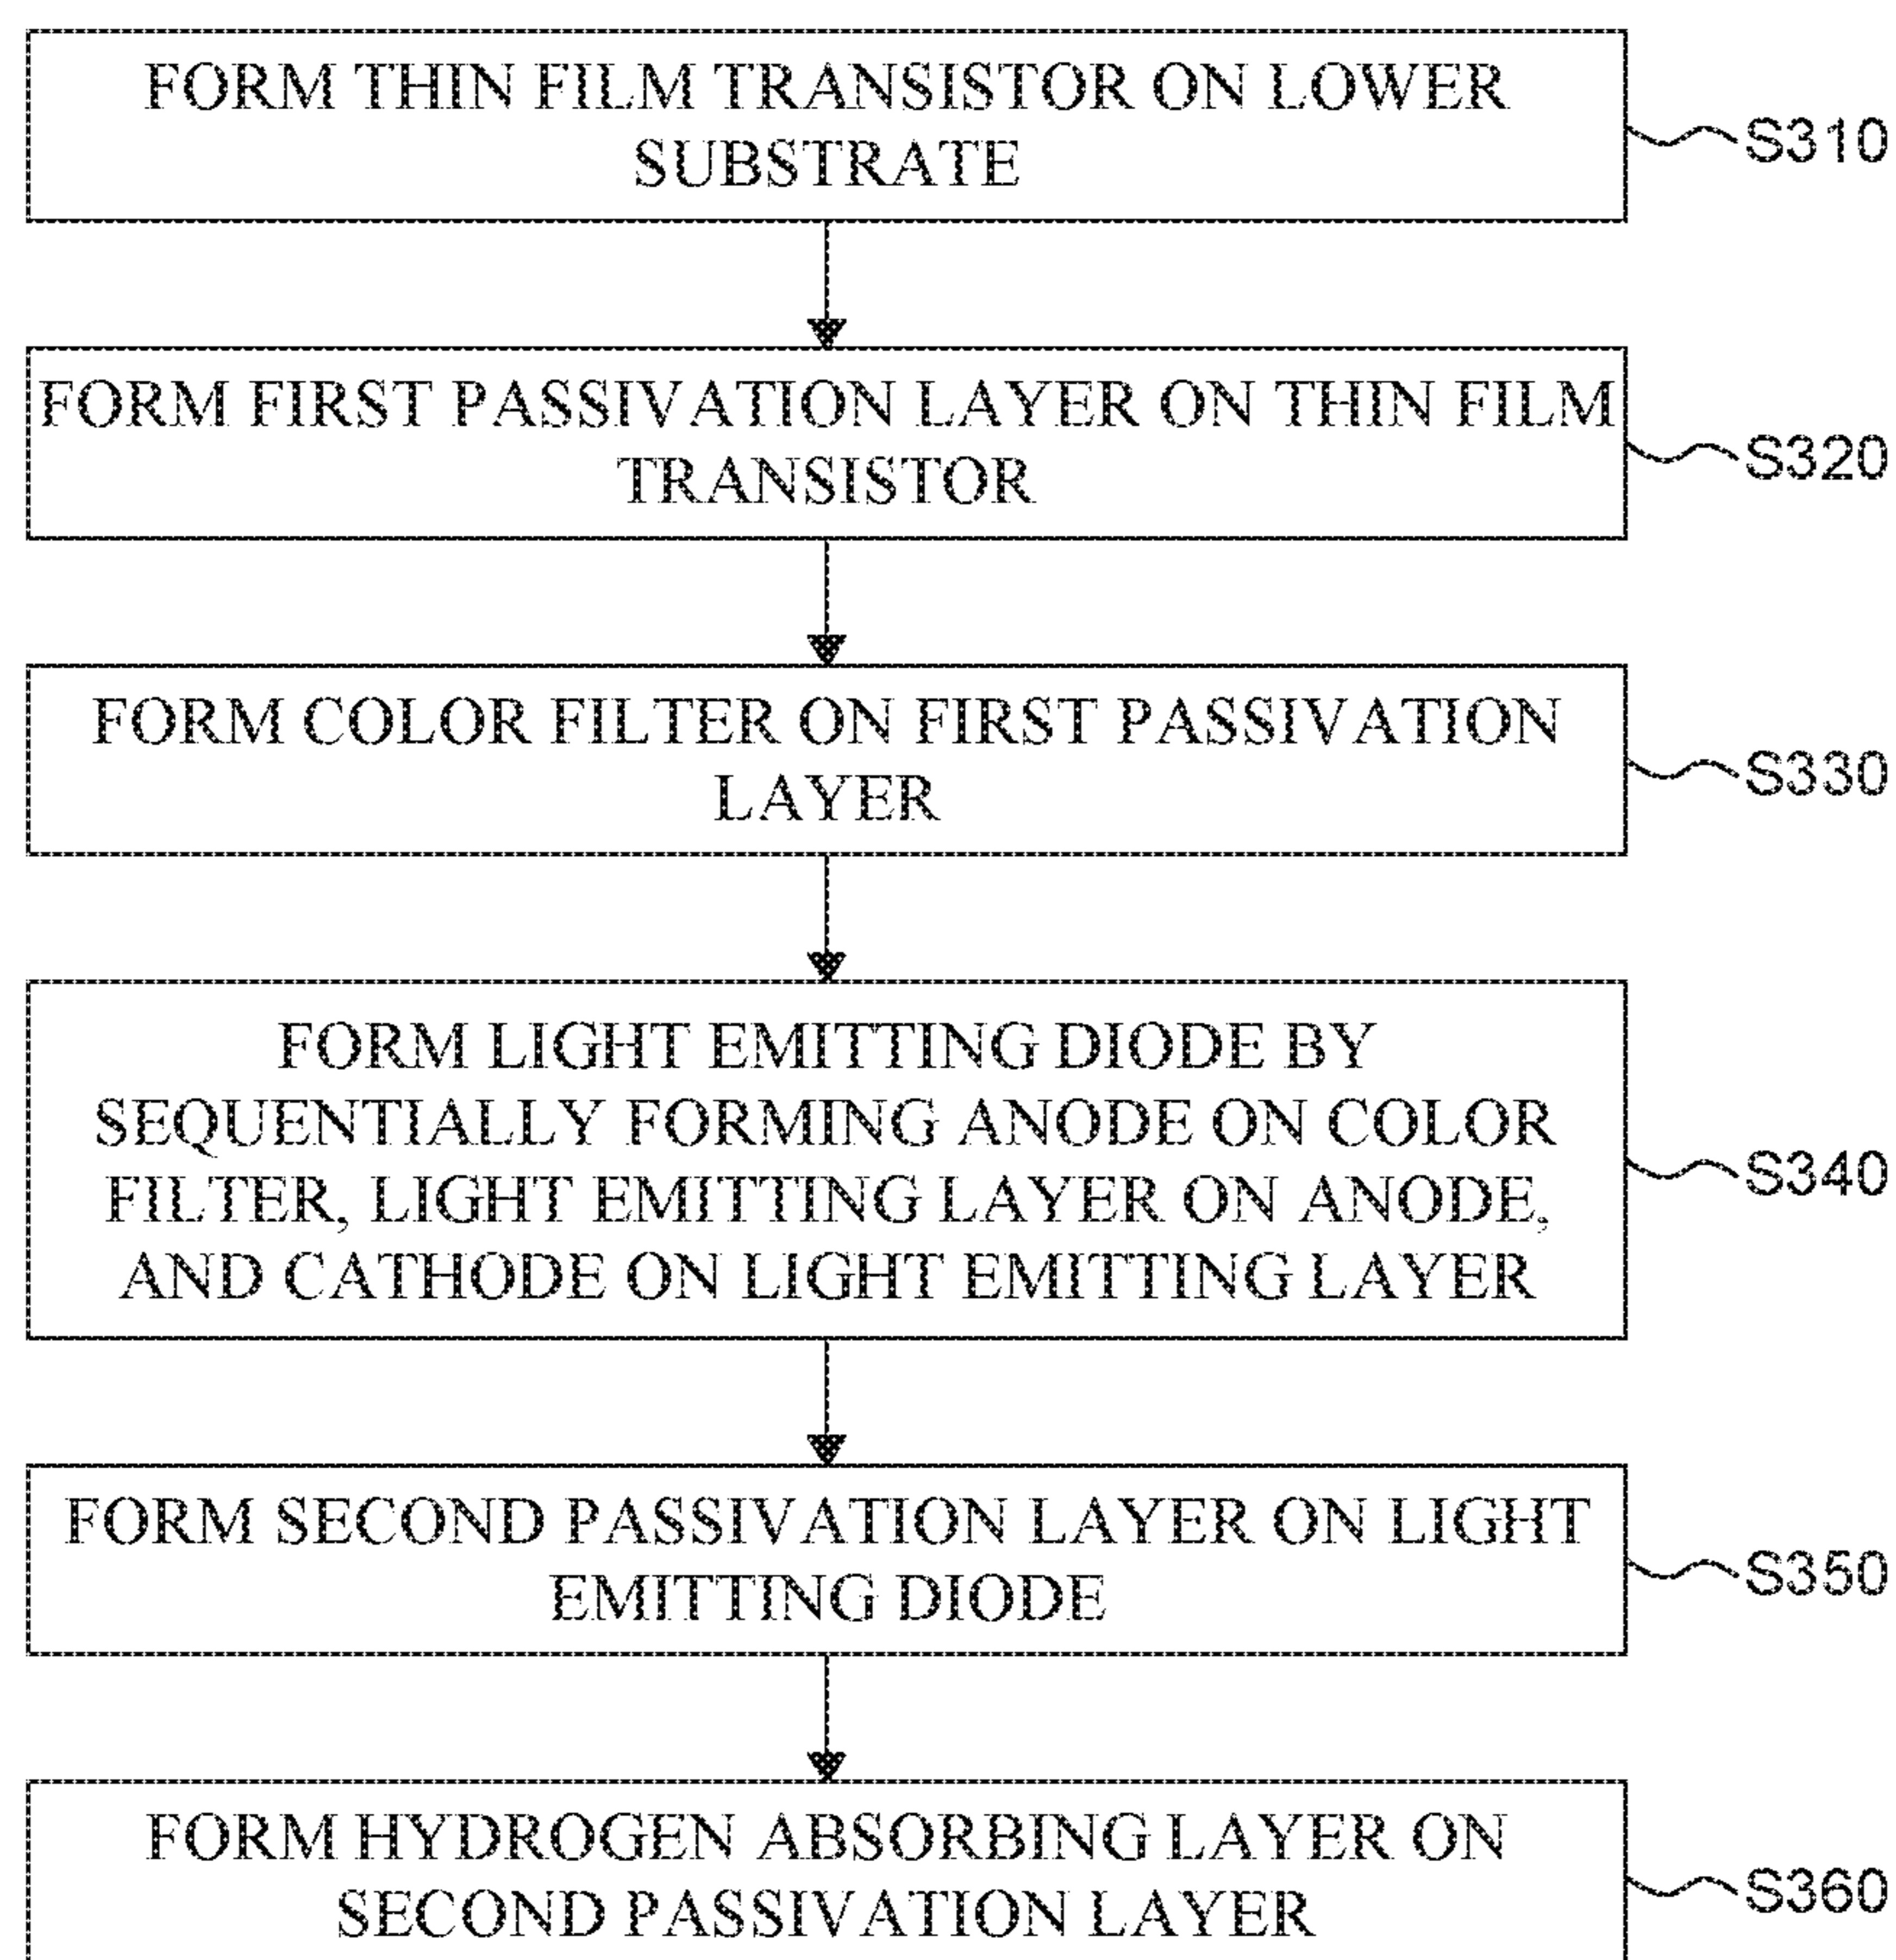 FORM THIN FILM TRANSISTOR ON LOWER
SUBSTRATE
S310
FORM FIRST PASSIVATION LAYER ON THIN FILM
TRANSISTOR
S320
FORM COLOR FILTER ON FIRST PASSIVATION
LAYER
S330
FORM LIGHT EMITTING DIODE BY
SEQUENTIALLY FORMING ANODE ON COLOR
FILTER, LIGHT EMITTING LAYER ON ANODE,
AND CATHODE ON LIGHT EMITTING LAYER
S340
FORM SECOND PASSIVATION LAYER ON LIGHT
EMITTING DIODE
S350
FORM HYDROGEN ABSORBING LAYER ON
SECOND PASSIVATION LAYER
S360